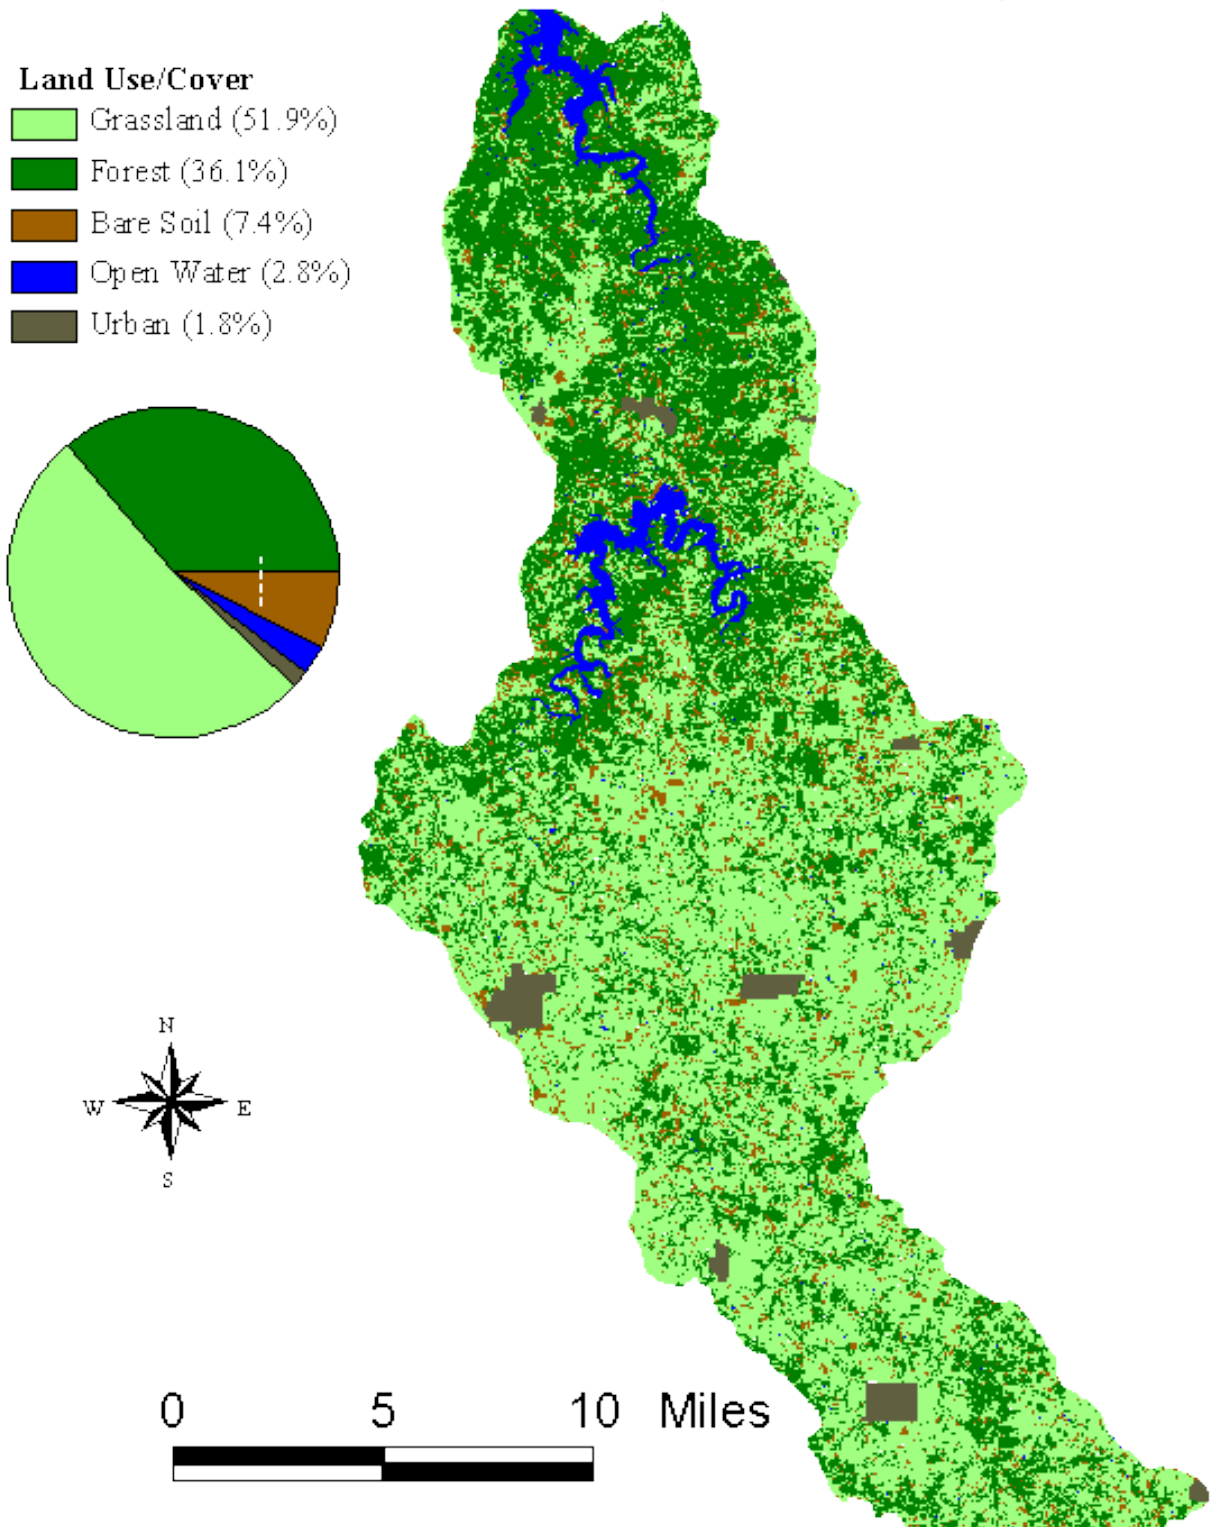 Land Use/Cover
Grassland (51.9%)
Forest (36.1%)
Bare Soil (7.4%)
Open Water (2.8%)
Urban (1.8%)
N
W E
S
0 5 10 Miles